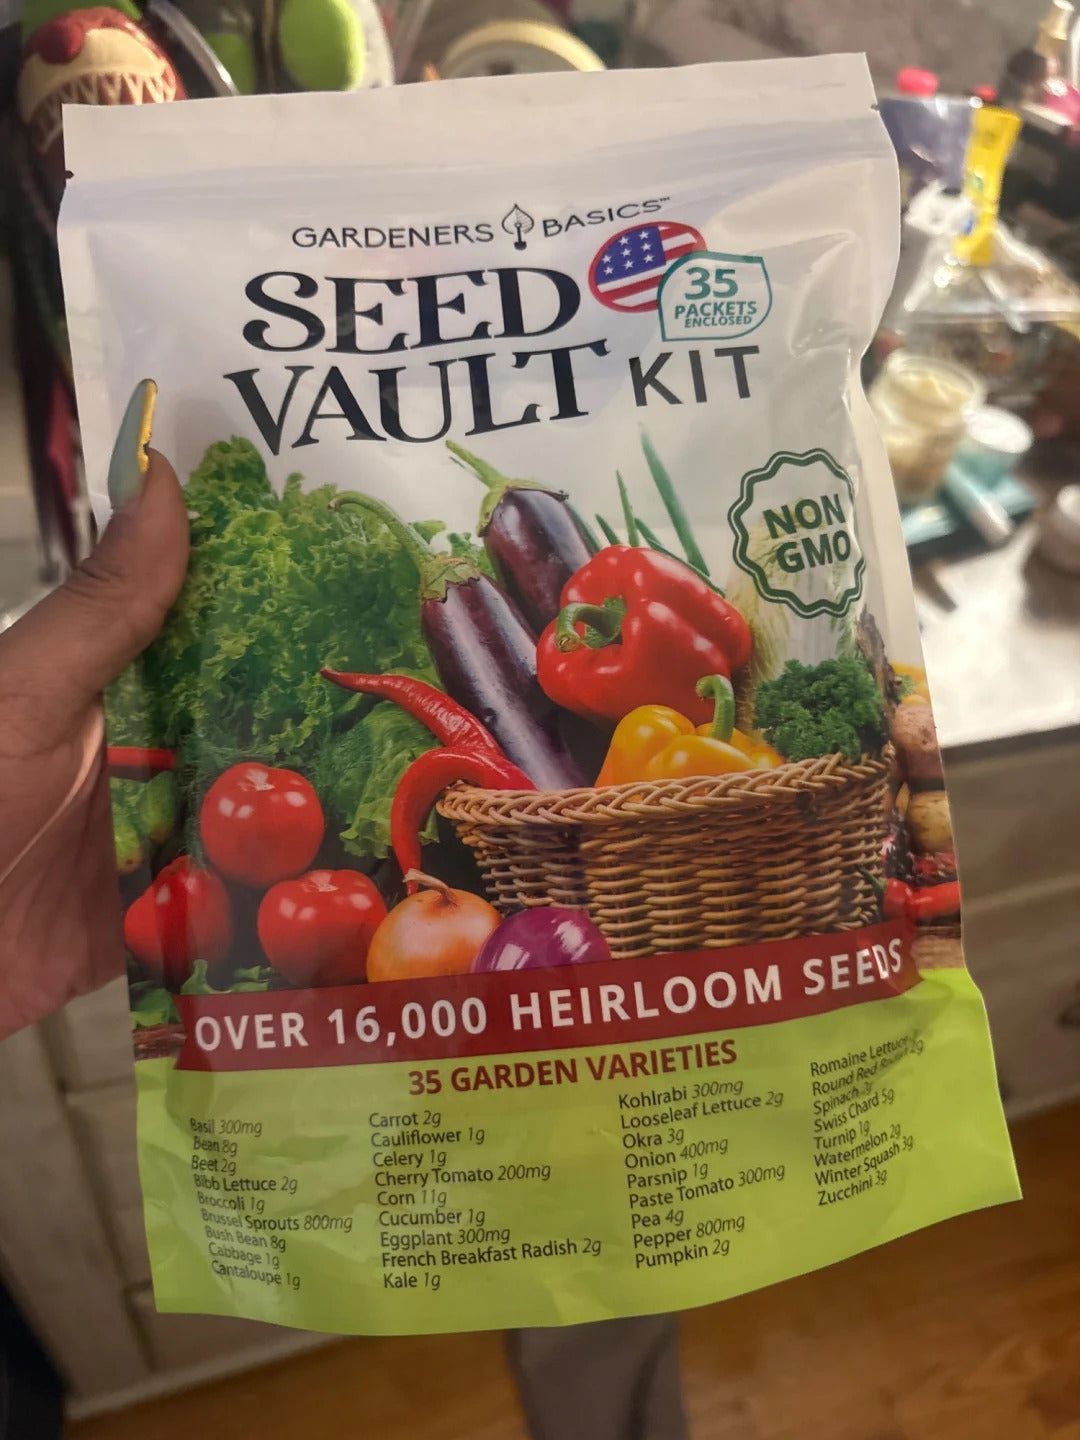 GARDENERS BASICS™
SEED
VAULT KIT
35
PACKETS
ENCLOSED
NON
GMO
OVER 16,000 HEIRLOOM SEEDS
35 GARDEN VARIETIES
Basil 300mg
Bean 8g
Beet 2g
Bibb Lettuce 2g
Broccoli 1g
Brussel Sprouts 800mg
Bush Bean 8g
Cabbage 1g
Cantaloupe 1g
Carrot 2g
Cauliflower 1g
Celery 1g
Cherry Tomato 200mg
Corn 11g
Cucumber 1g
Eggplant 300mg
French Breakfast Radish 2g
Kale 1g
Kohlrabi 300mg
Looseleaf Lettuce 2g
Okra 3g
Onion 400mg
Parsnip 1g
Paste Tomato 300mg
Pea 4g
Pepper 800mg
Pumpkin 2g
Romaine Lettuce
Round Red Radish 2g
Spinach 2g
Swiss Chard 5g
Turnip 1g
Watermelon 2g
Winter Squash 3g
Zucchini 3g